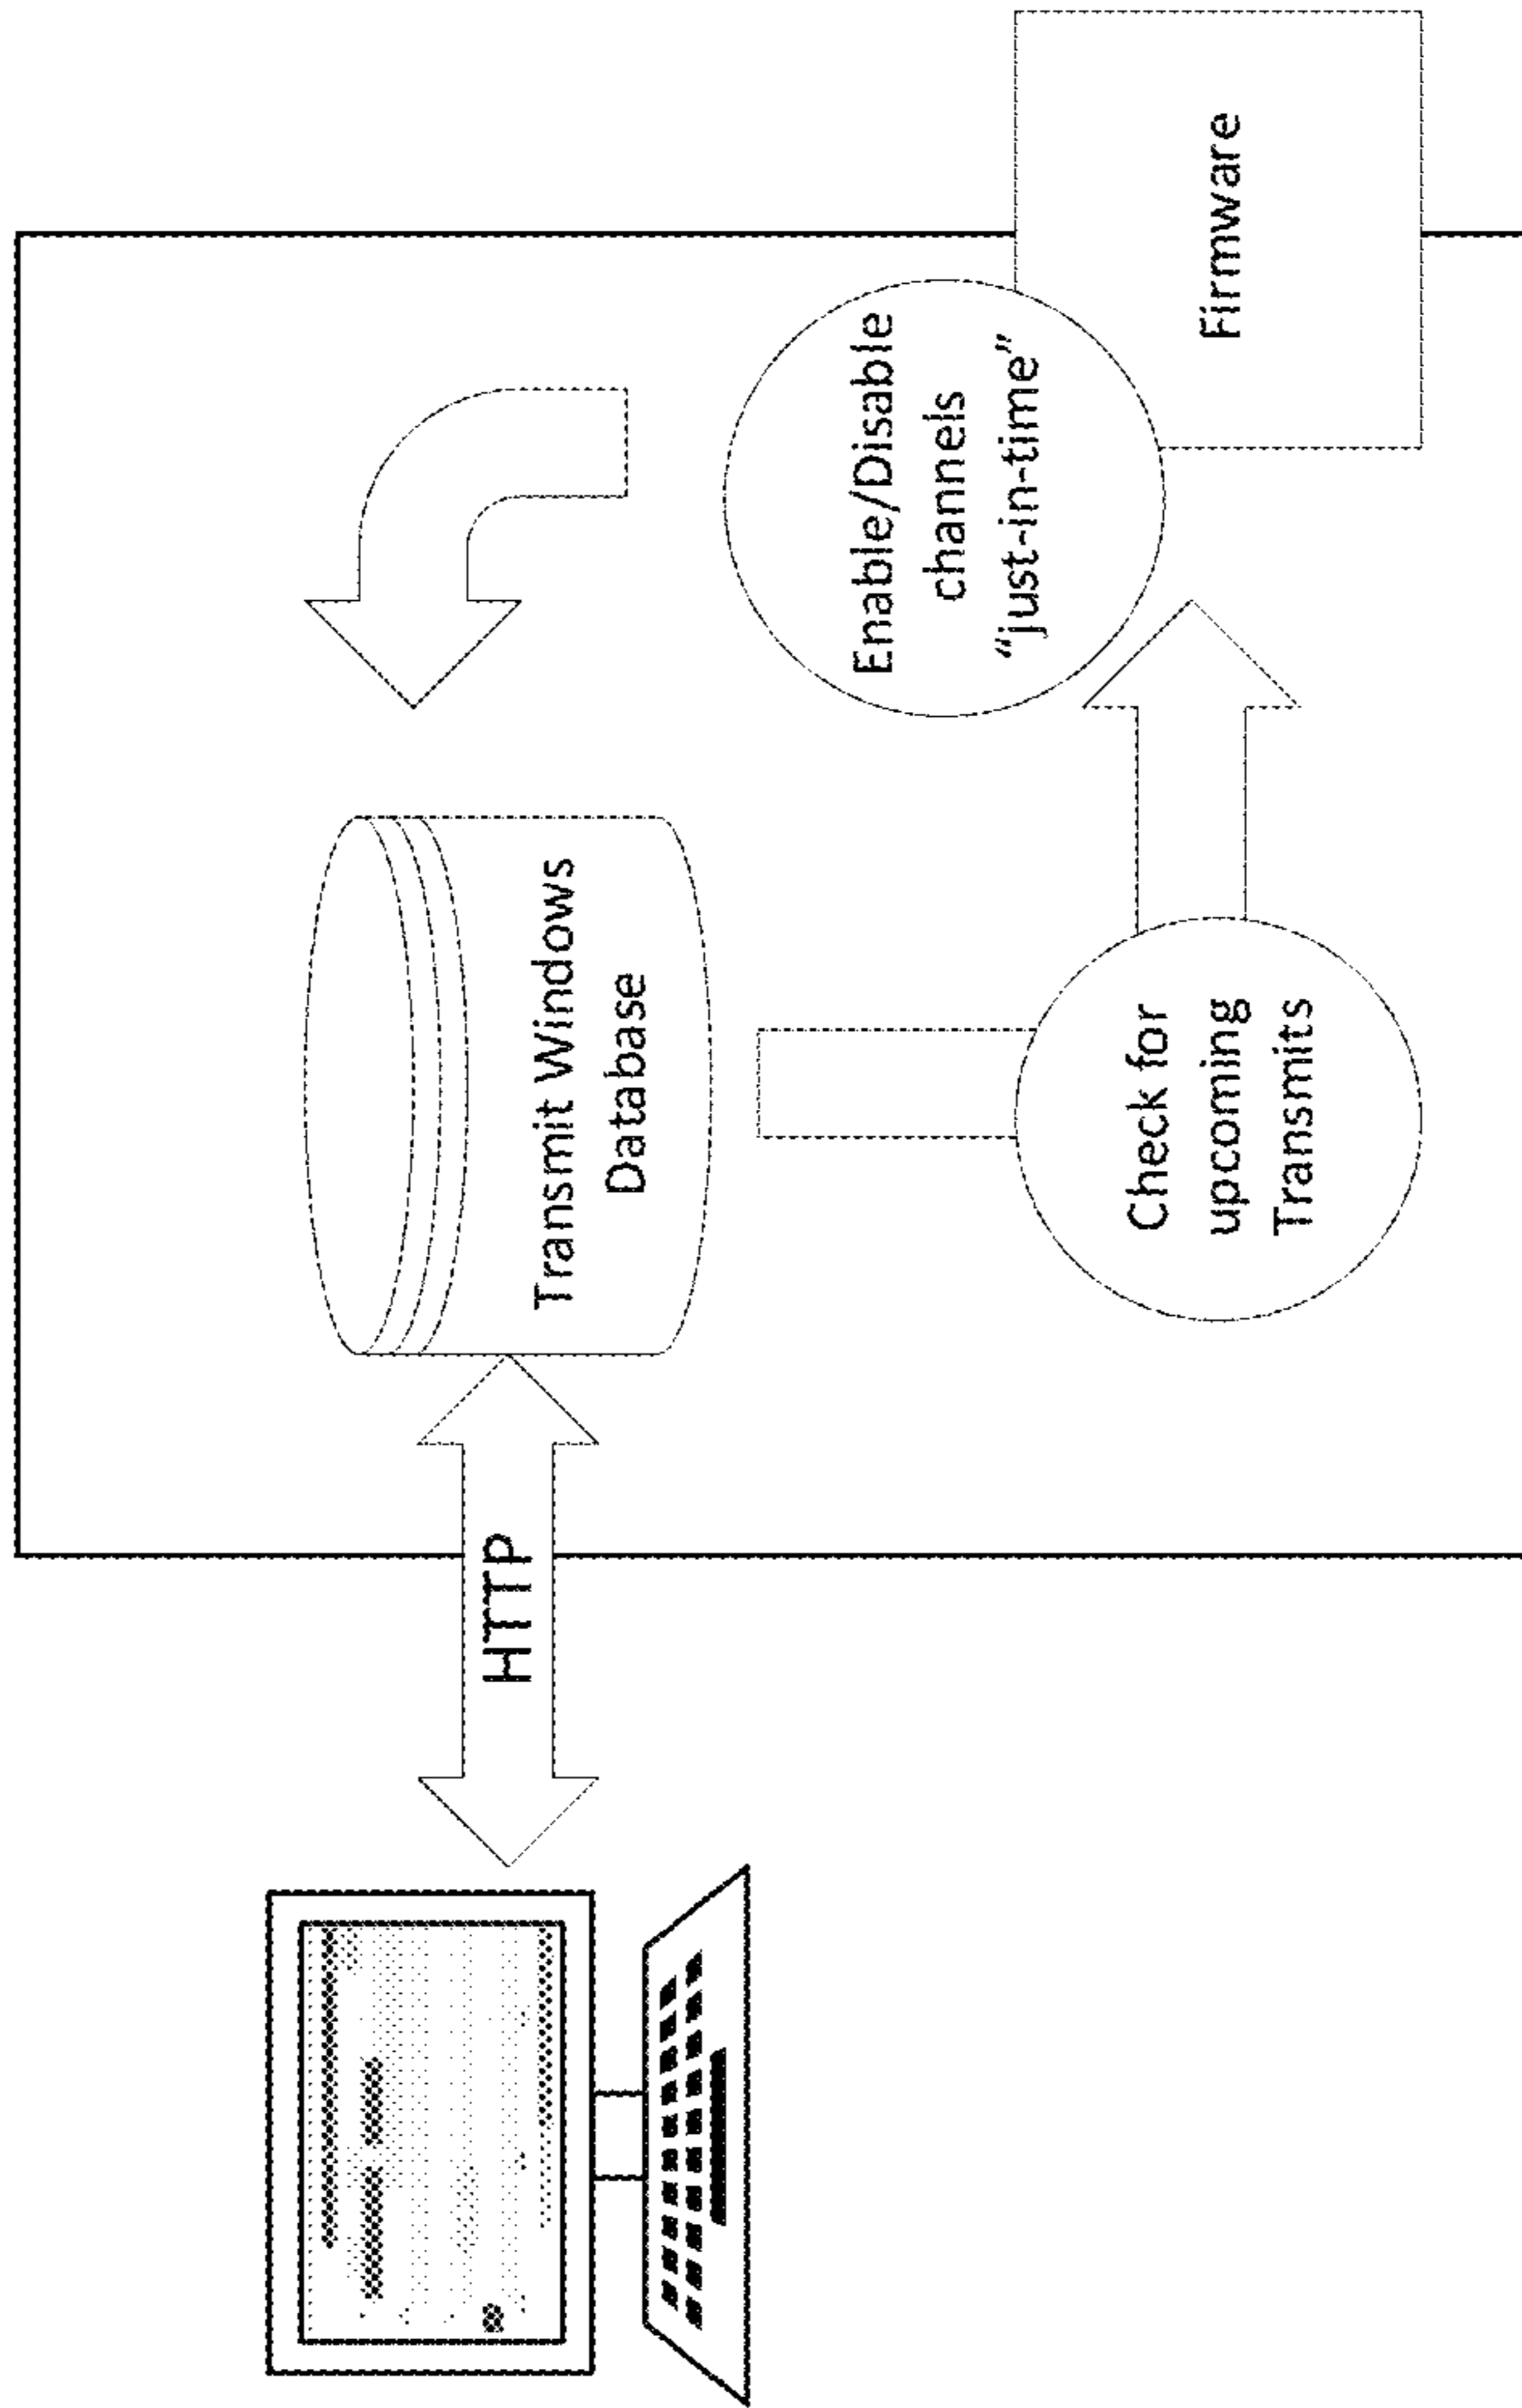 HTTP
Transmit Windows
Database
Check for
upcoming
Transmits
Enable/Disable
channels
“just-in-time”
Firmware